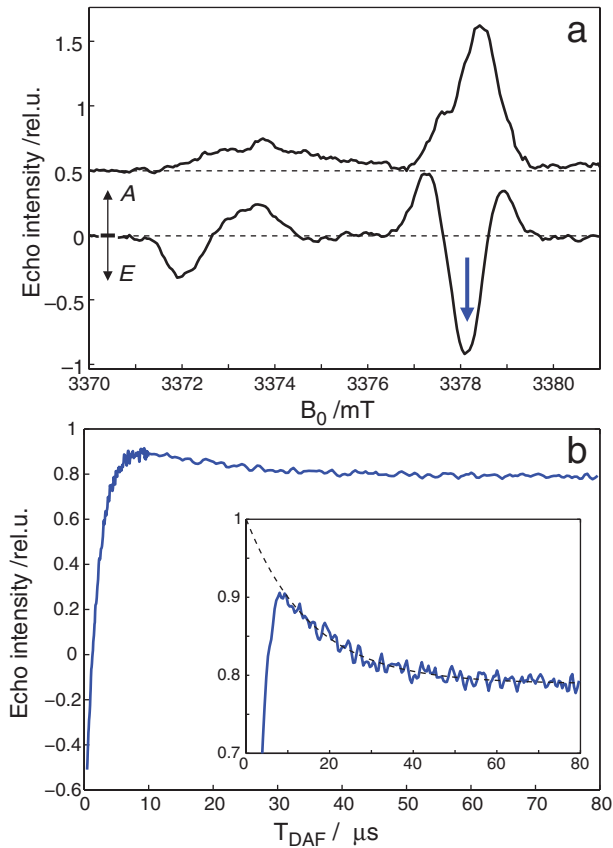 a
Echo intensity /rel.u.
1.5
1
0.5
0
−0.5
−1
A
E
3370 3372 3374 3376 3378 3380
B₀ /mT
b
Echo intensity /rel.u.
1
0.8
0.6
0.4
0.2
0
−0.2
−0.4
−0.6
1
0.9
0.8
0.7
0 20 40 60 80
0 10 20 30 40 50 60 70 80
T_DAF / μs